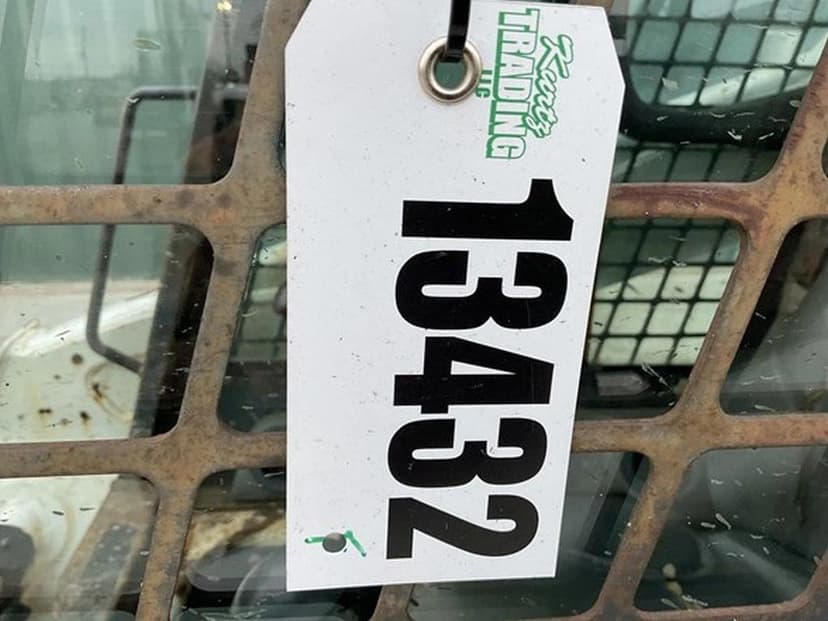 Kurtz
TRADING
LLC
13432